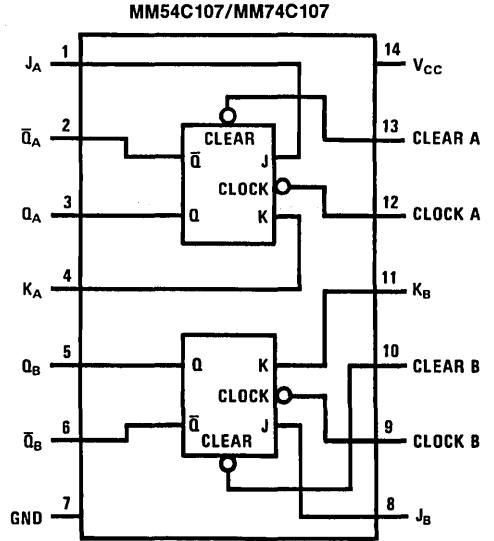 MM54C107/MM74C107
1 14
J_A V_CC
2 CLEAR 13
Q̅_A Q̅ J CLEAR A
CLOCK
3 12
Q_A Q K CLOCK A
4 11
K_A K_B
5 10
Q_B Q K CLEAR B
CLOCK
6 9
Q̅_B Q̅ J CLOCK B
CLEAR
7 8
GND J_B